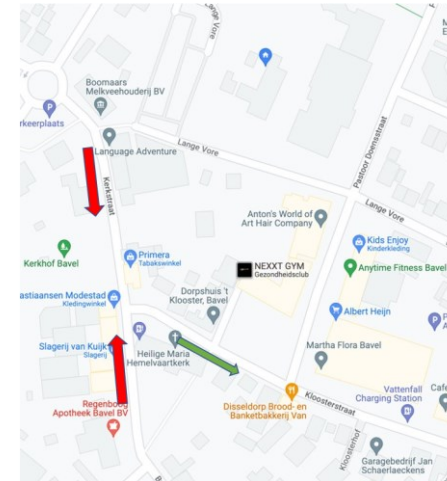 Lange Vore
Boomaars
Melkveehouderij BV
rkeerplaats
Language Adventure
Lange Vore
Pastoor Doensstraat
Kerkstraat
Lange Vore
Anton's World of
Art Hair Company
Kids Enjoy
Kinderkleding
Kerkhof Bavel
Primera
Tabakswinkel
NEXXT GYM
Gezondheidsclub
Anytime Fitness Bavel
astiaansen Modestad
Kledingwinkel
Dorpshuis 't
Klooster, Bavel
Albert Heijn
Slagerij van Kuijk
Slagerij
Heilige Maria
Hemelvaartkerk
Martha Flora Bavel
Regenboog
Apotheek Bavel BV
Disseldorp Brood- en
Banketbakkerij Van
Kloosterstraat
Vattenfall
Charging Station
Café
Kloosterhof
Garagebedrijf Jan
Schaerlaeckens